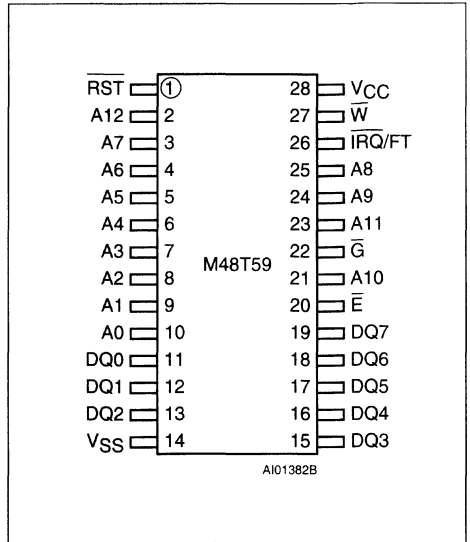 R̅S̅T̅ 1 28 VCC
A12 2 27 W̅
A7 3 26 I̅R̅Q̅/FT
A6 4 25 A8
A5 5 24 A9
A4 6 23 A11
A3 7 22 G̅
M48T59
A2 8 21 A10
A1 9 20 E̅
A0 10 19 DQ7
DQ0 11 18 DQ6
DQ1 12 17 DQ5
DQ2 13 16 DQ4
VSS 14 15 DQ3
AI01382B